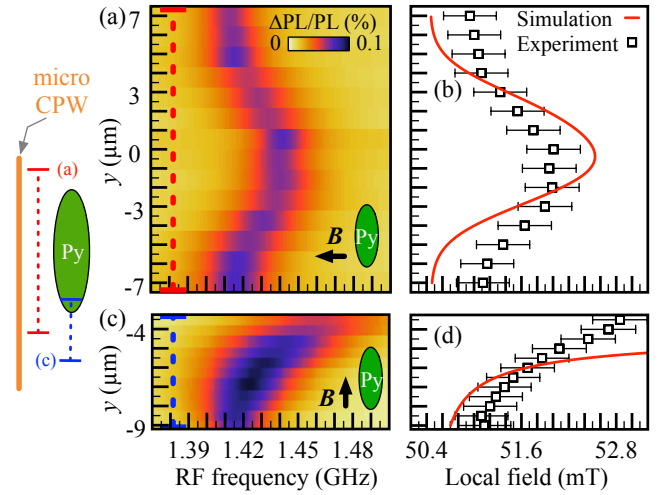 micro
CPW
(a)
Py
(c)
(a)
ΔPL/PL (%)
0 0.1
7
3
0
-3
-7
y (μm)
B
Py
(b)
Simulation
Experiment
(c)
-4
-9
y (μm)
B
Py
1.39 1.42 1.45 1.48
RF frequency (GHz)
(d)
50.4 51.6 52.8
Local field (mT)